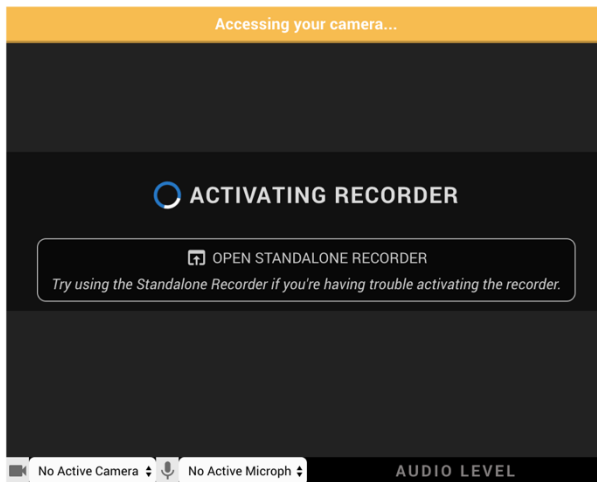 Accessing your camera...
ACTIVATING RECORDER
OPEN STANDALONE RECORDER
Try using the Standalone Recorder if you're having trouble activating the recorder.
No Active Camera No Active Microph AUDIO LEVEL